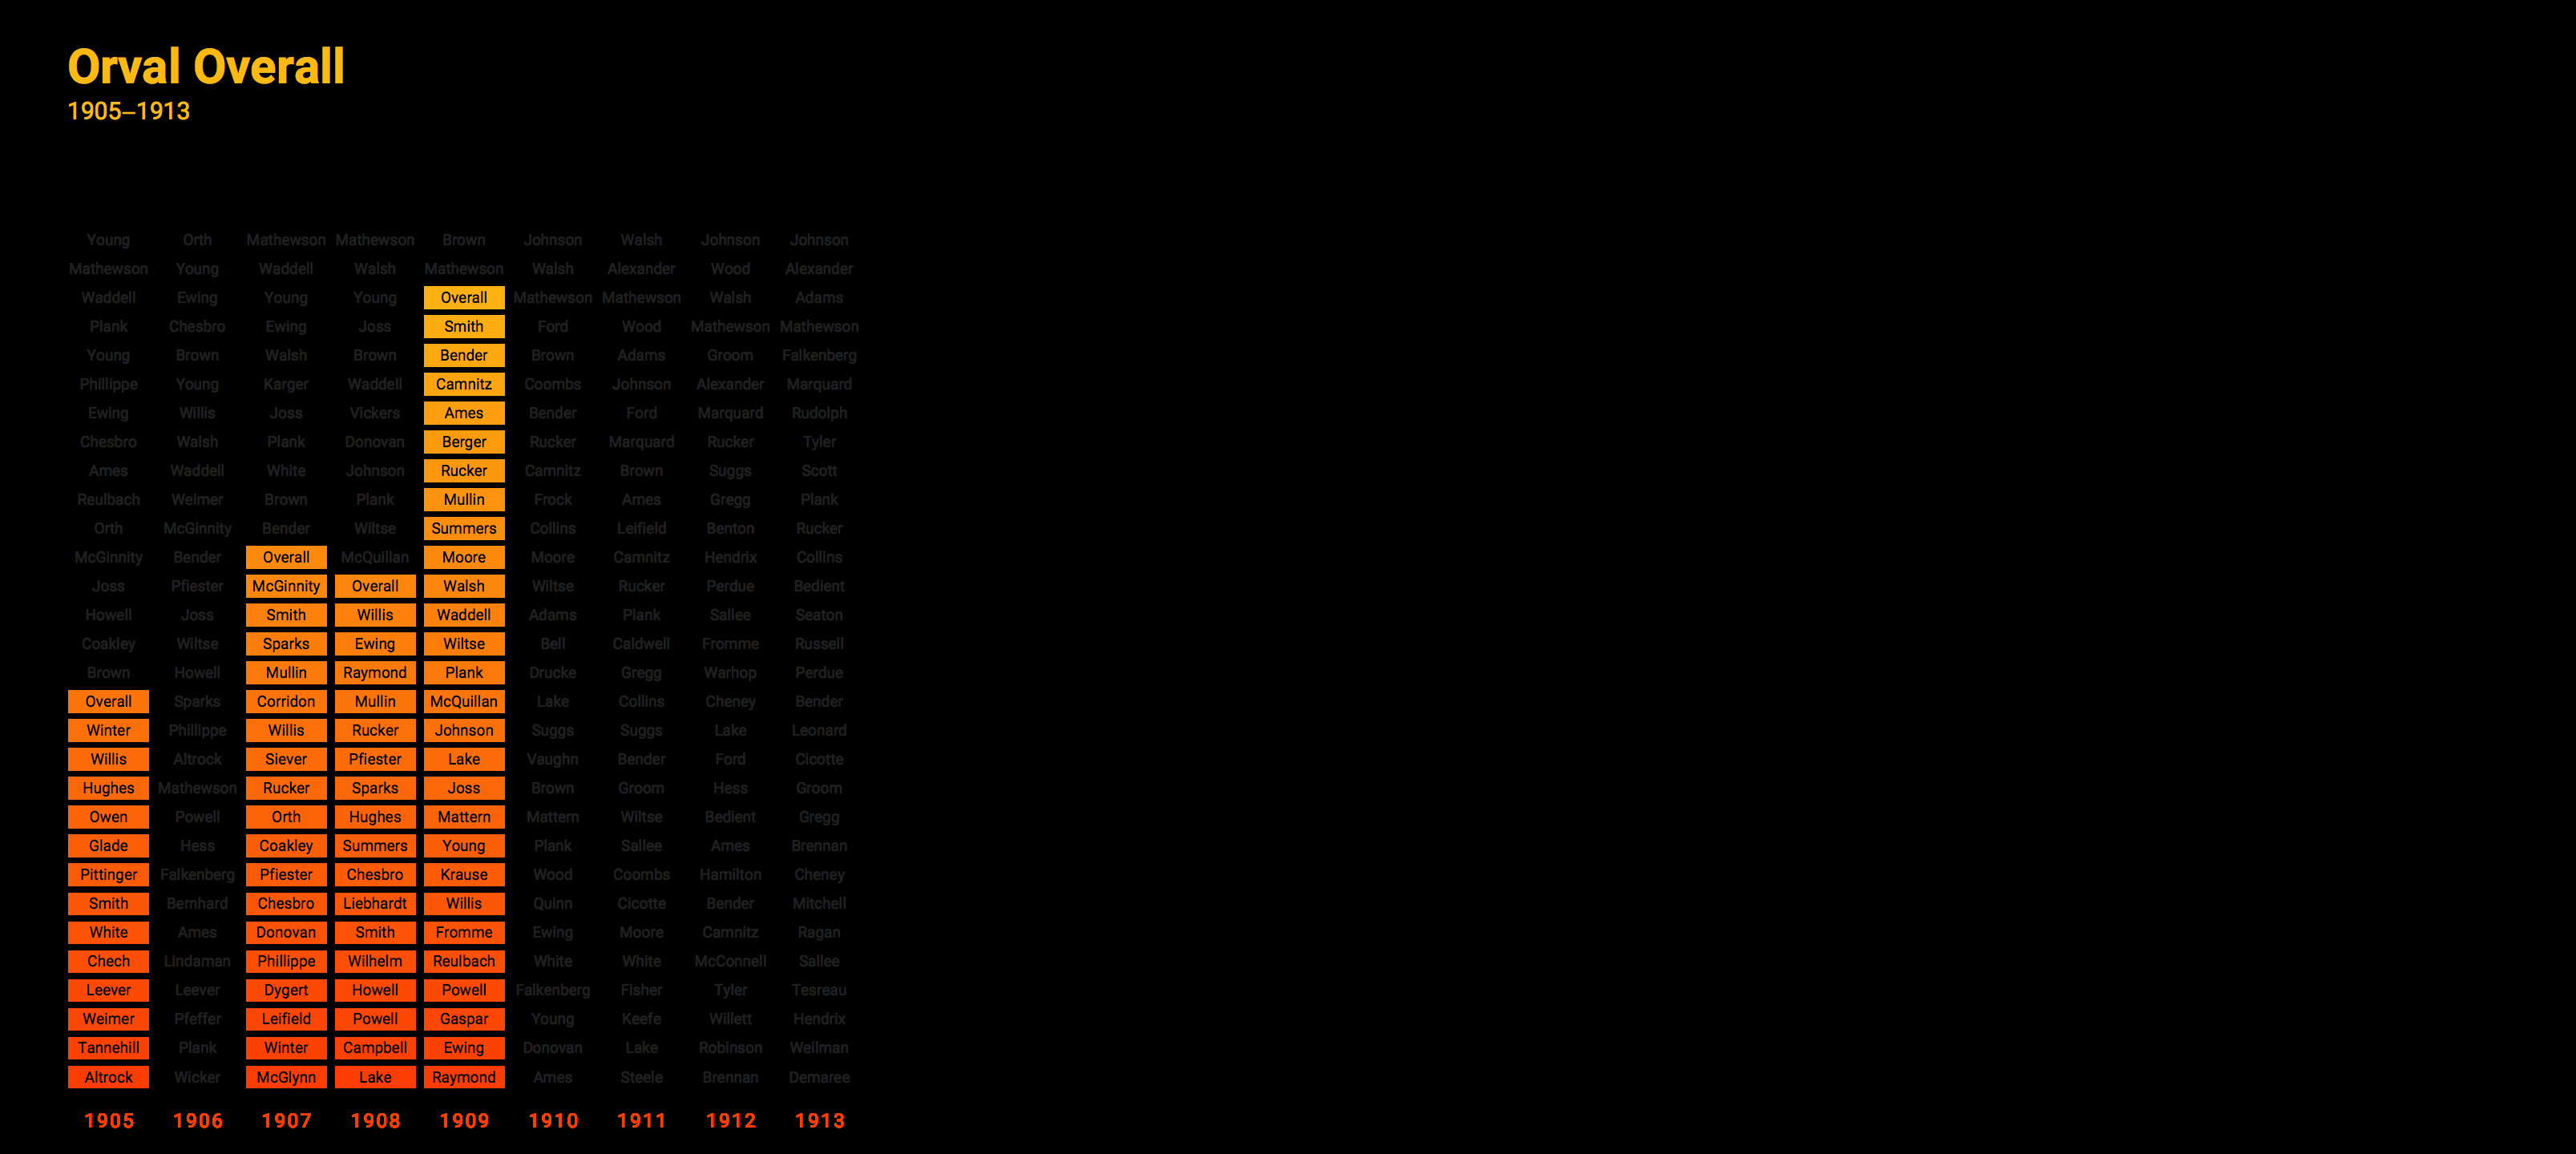 Orval Overall
1905–1913
Young Orth Mathewson Mathewson Brown Johnson Walsh Johnson Johnson
Mathewson Young Waddell Walsh Mathewson Walsh Alexander Wood Alexander
Waddell Ewing Young Young Overall Mathewson Mathewson Walsh Adams
Plank Chesbro Ewing Joss Smith Ford Wood Mathewson Mathewson
Young Brown Walsh Brown Bender Brown Adams Groom Falkenberg
Phillippe Young Karger Waddell Camnitz Coombs Johnson Alexander Marquard
Ewing Willis Joss Vickers Ames Bender Ford Marquard Rudolph
Chesbro Walsh Plank Donovan Berger Rucker Marquard Rucker Tyler
Ames Waddell White Johnson Rucker Camnitz Brown Suggs Scott
Reulbach Weimer Brown Plank Mullin Frock Ames Gregg Plank
Orth McGinnity Bender Wiltse Summers Collins Leifield Benton Rucker
McGinnity Bender Overall McQuillan Moore Moore Camnitz Hendrix Collins
Joss Pfiester McGinnity Overall Walsh Wiltse Rucker Perdue Bedient
Howell Joss Smith Willis Waddell Adams Plank Sallee Seaton
Coakley Wiltse Sparks Ewing Wiltse Bell Caldwell Fromme Russell
Brown Howell Mullin Raymond Plank Drucke Gregg Warhop Perdue
Overall Sparks Corridon Mullin McQuillan Lake Collins Cheney Bender
Winter Phillippe Willis Rucker Johnson Suggs Suggs Lake Leonard
Willis Altrock Siever Pfiester Lake Vaughn Bender Ford Cicotte
Hughes Mathewson Rucker Sparks Joss Brown Groom Hess Groom
Owen Powell Orth Hughes Mattern Mattern Wiltse Bedient Gregg
Glade Hess Coakley Summers Young Plank Sallee Ames Brennan
Pittinger Falkenberg Pfiester Chesbro Krause Wood Coombs Hamilton Cheney
Smith Bernhard Chesbro Liebhardt Willis Quinn Cicotte Bender Mitchell
White Ames Donovan Smith Fromme Ewing Moore Camnitz Ragan
Chech Lindaman Phillippe Wilhelm Reulbach White White McConnell Sallee
Leever Leever Dygert Howell Powell Falkenberg Fisher Tyler Tesreau
Weimer Pfeffer Leifield Powell Gaspar Young Keefe Willett Hendrix
Tannehill Plank Winter Campbell Ewing Donovan Lake Robinson Weilman
Altrock Wicker McGlynn Lake Raymond Ames Steele Brennan Demaree
1905 1906 1907 1908 1909 1910 1911 1912 1913